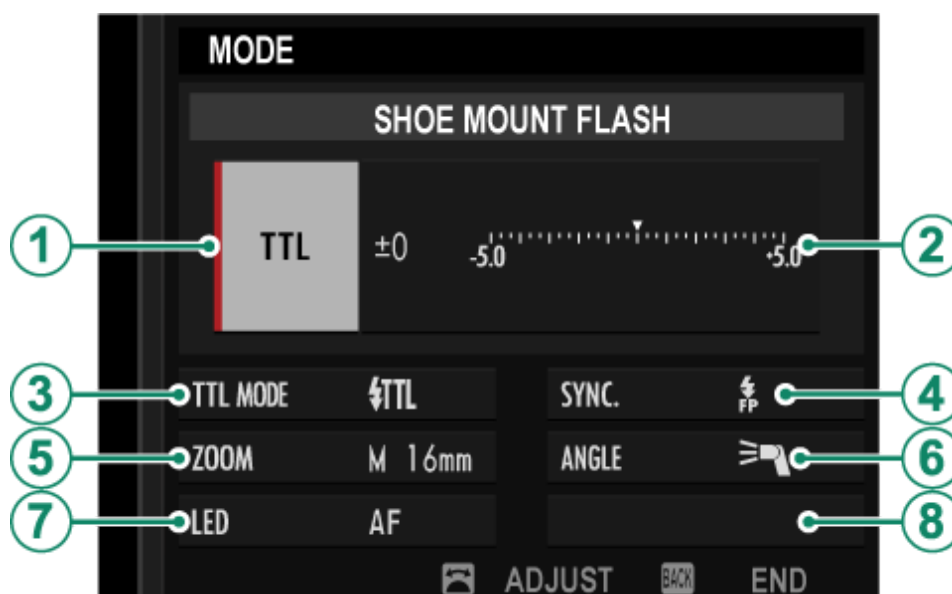 MODE
SHOE MOUNT FLASH
1 TTL ±0 -5.0 +5.0 2
3 TTL MODE TTL SYNC. FP 4
5 ZOOM M 16mm ANGLE 6
7 LED AF 8
ADJUST BACK END